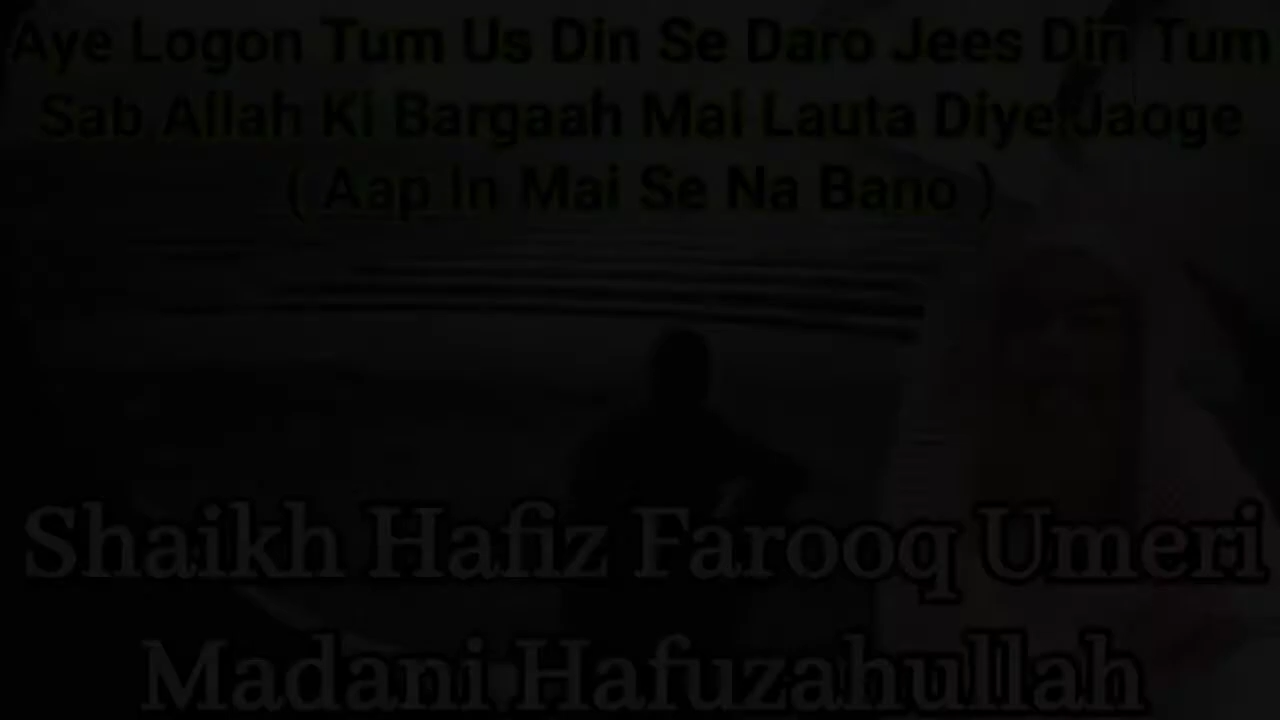 Aye Logon Tum Us Din Se Daro Jees Din Tum
Sab Allah Ki Bargaah Mai Lauta Diye Jaoge
( Aap In Mai Se Na Bano )
Shaikh Hafiz Farooq Umeri
Madani Hafuzahullah